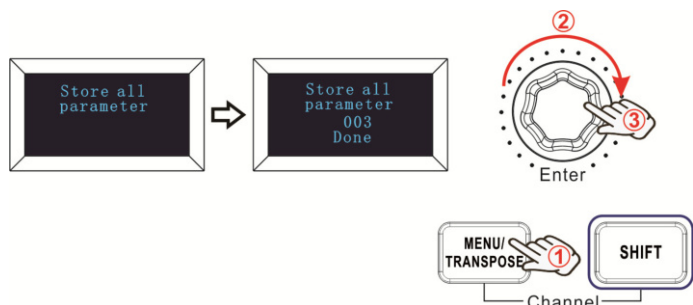 Store all
parameter
Store all
parameter
003
Done
②
③
Enter
MENU/
TRANSPOSE
①
SHIFT
Channel